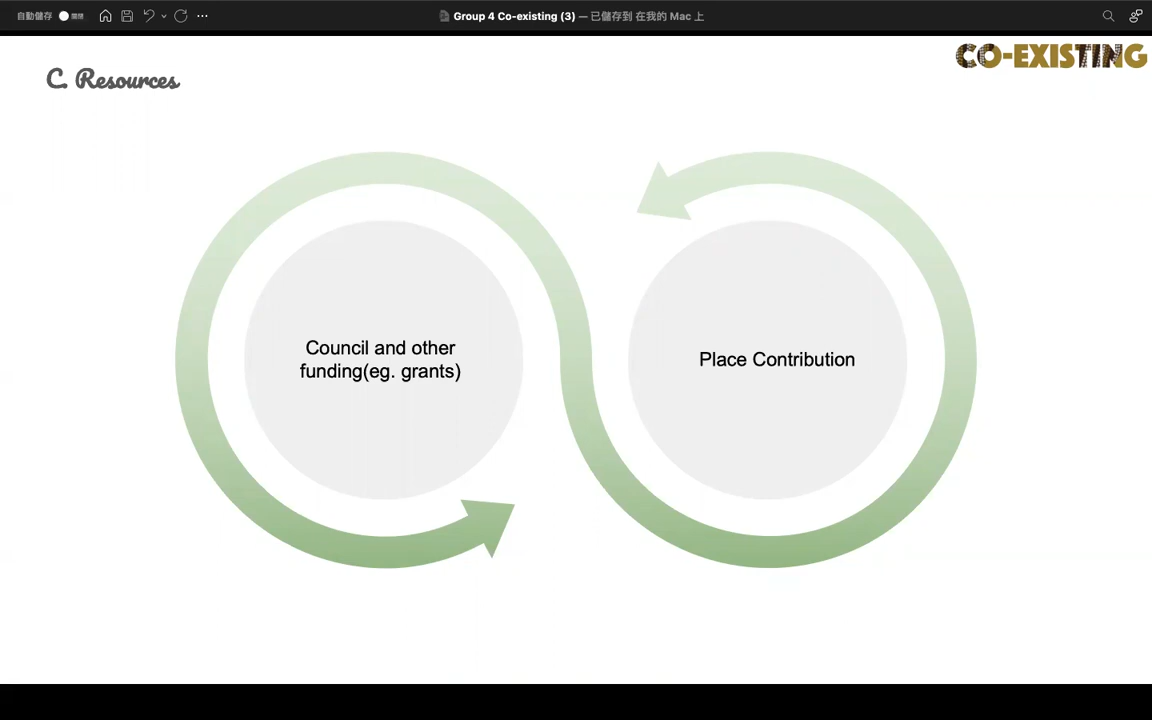 自動儲存
Group 4 Co-existing (3) — 已儲存到 在我的 Mac 上
CO-EXISTING
C. Resources
Council and other
funding(eg. grants)
Place Contribution